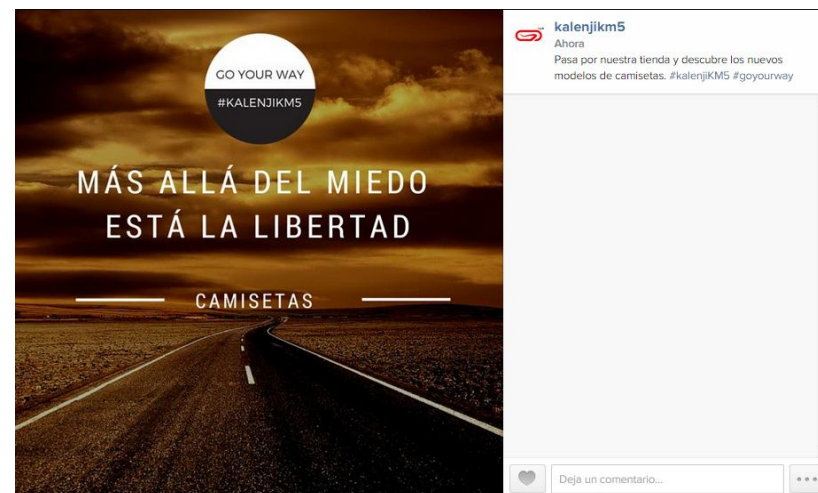 GO YOUR WAY
#KALENJIKM5
MÁS ALLÁ DEL MIEDO
ESTÁ LA LIBERTAD
CAMISETAS
kalenjikm5
Ahora
Pasa por nuestra tienda y descubre los nuevos
modelos de camisetas. #kalenjiKM5 #goyourway
Deja un comentario...